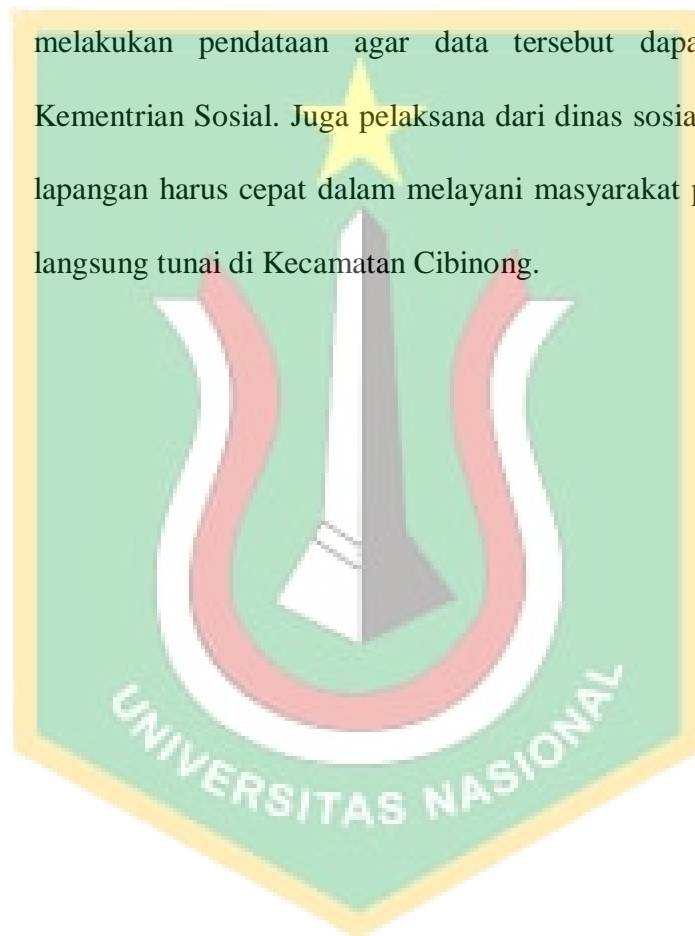 melakukan pendataan agar data tersebut
Kementrian Sosial. Juga pelaksana dari dinas
lapangan harus cepat dalam melayani masyarakat
langsung tunai di Kecamatan Cibinong.
UNIVERSITAS NASIONAL